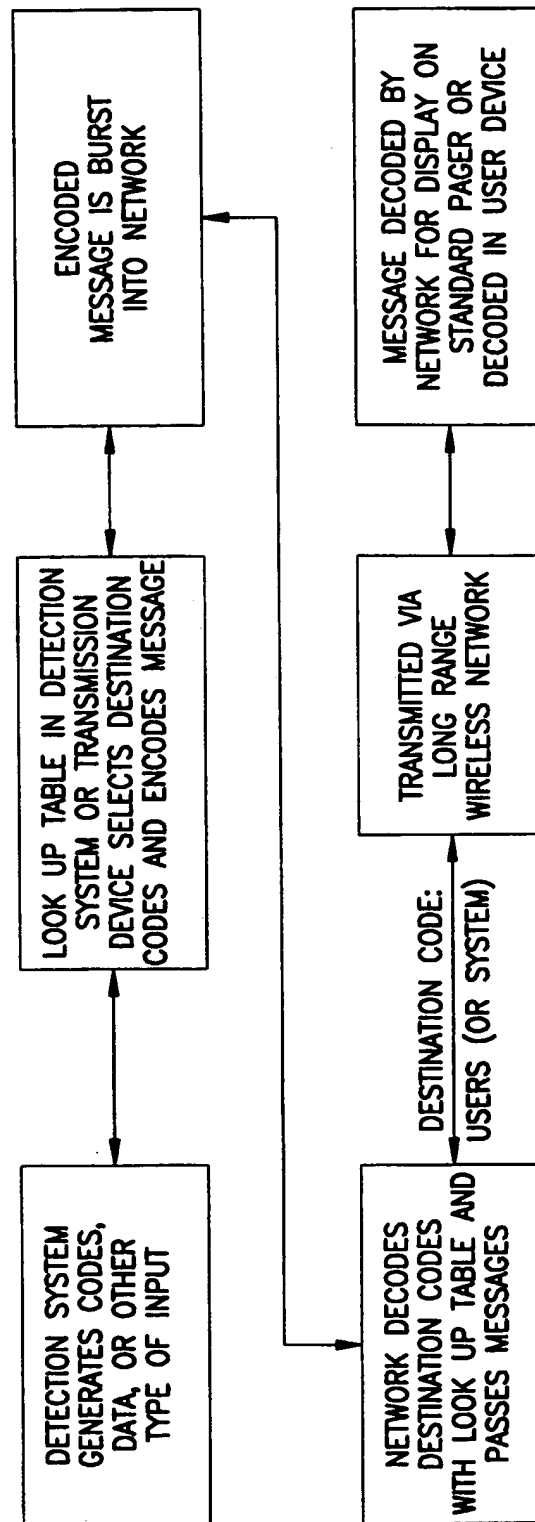 DETECTION SYSTEM
GENERATES CODES,
DATA, OR OTHER
TYPE OF INPUT
LOOK UP TABLE IN DETECTION
SYSTEM OR TRANSMISSION
DEVICE SELECTS DESTINATION
CODES AND ENCODES MESSAGE
ENCODED
MESSAGE IS BURST
INTO NETWORK
NETWORK DECODES
DESTINATION CODES
WITH LOOK UP TABLE AND
PASSES MESSAGES
DESTINATION CODE:
USERS (OR SYSTEM)
TRANSMITTED VIA
LONG RANGE
WIRELESS NETWORK
MESSAGE DECODED BY
NETWORK FOR DISPLAY ON
STANDARD PAGER OR
DECODED IN USER DEVICE